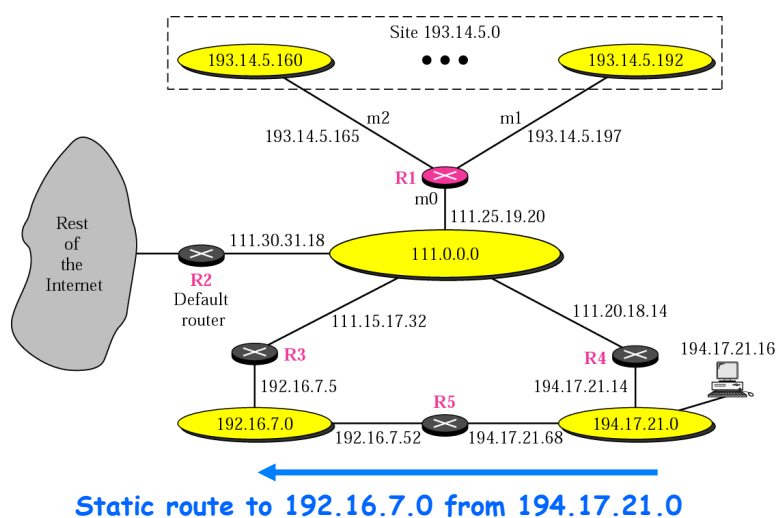 Site 193.14.5.0
193.14.5.160
193.14.5.192
m2
m1
193.14.5.165
193.14.5.197
R1
m0
111.25.19.20
Rest
of
the
Internet
111.30.31.18
111.0.0.0
R2
Default
router
111.15.17.32
111.20.18.14
R3
R4
194.17.21.16
192.16.7.5
194.17.21.14
R5
192.16.7.0
194.17.21.0
192.16.7.52
194.17.21.68
Static route to 192.16.7.0 from 194.17.21.0